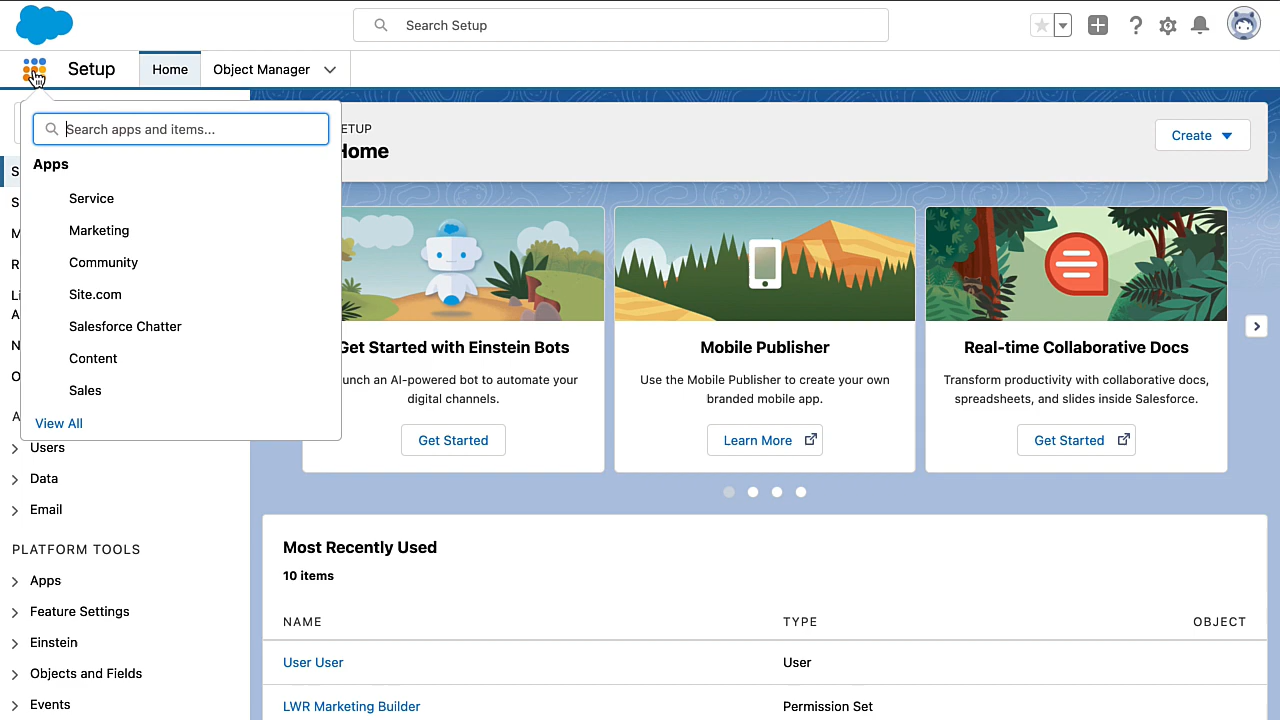 Search Setup
Setup
Home
Object Manager
Search apps and items...
Apps
Service
Marketing
Community
Site.com
Salesforce Chatter
Content
Sales
View All
ETUP
Home
Create
Get Started with Einstein Bots
unch an AI-powered bot to automate your
digital channels.
Get Started
Mobile Publisher
Use the Mobile Publisher to create your own
branded mobile app.
Learn More
Real-time Collaborative Docs
Transform productivity with collaborative docs,
spreadsheets, and slides inside Salesforce.
Get Started
S
S
M
R
Li
A
N
O
A
Users
Data
Email
PLATFORM TOOLS
Apps
Feature Settings
Einstein
Objects and Fields
Events
Most Recently Used
10 items
NAME TYPE OBJECT
User User User
LWR Marketing Builder Permission Set